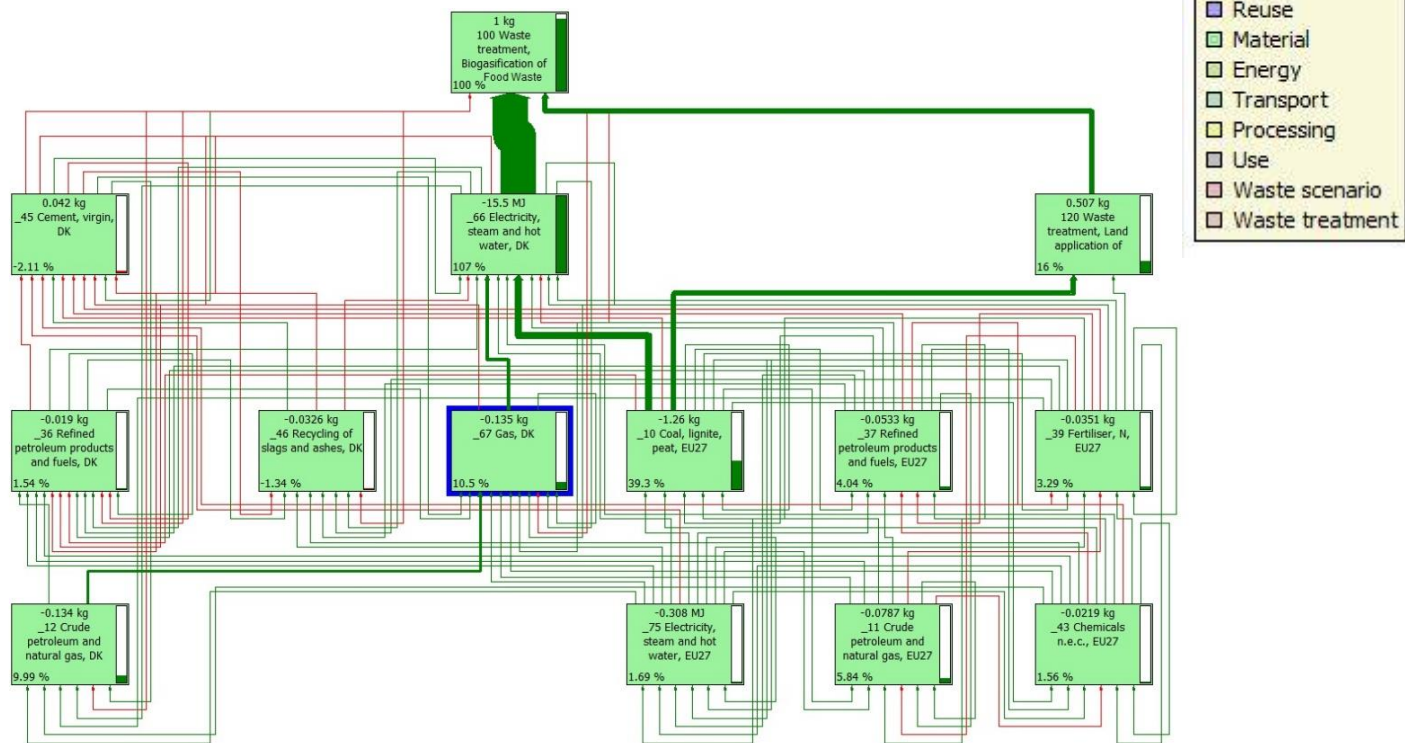 1 kg
100 Waste
treatment,
Biogasification of
_Food Waste
100 %
Reuse
Material
Energy
Transport
Processing
Use
Waste scenario
Waste treatment
0.042 kg
_45 Cement, virgin,
DK
-2.11 %
-15.5 MJ
_66 Electricity,
steam and hot
water, DK
107 %
0.507 kg
120 Waste
treatment, Land
application of
16 %
-0.019 kg
_36 Refined
petroleum products
and fuels, DK
1.54 %
-0.0326 kg
_46 Recycling of
slags and ashes, DK
-1.34 %
-0.135 kg
_67 Gas, DK
10.5 %
-1.26 kg
_10 Coal, lignite,
peat, EU27
39.3 %
-0.0533 kg
_37 Refined
petroleum products
and fuels, EU27
4.04 %
-0.0351 kg
_39 Fertiliser, N,
EU27
3.29 %
-0.134 kg
_12 Crude
petroleum and
natural gas, DK
9.99 %
-0.308 MJ
_75 Electricity,
steam and hot
water, EU27
1.69 %
-0.0787 kg
_11 Crude
petroleum and
natural gas, EU27
5.84 %
-0.0219 kg
_43 Chemicals
n.e.c., EU27
1.56 %